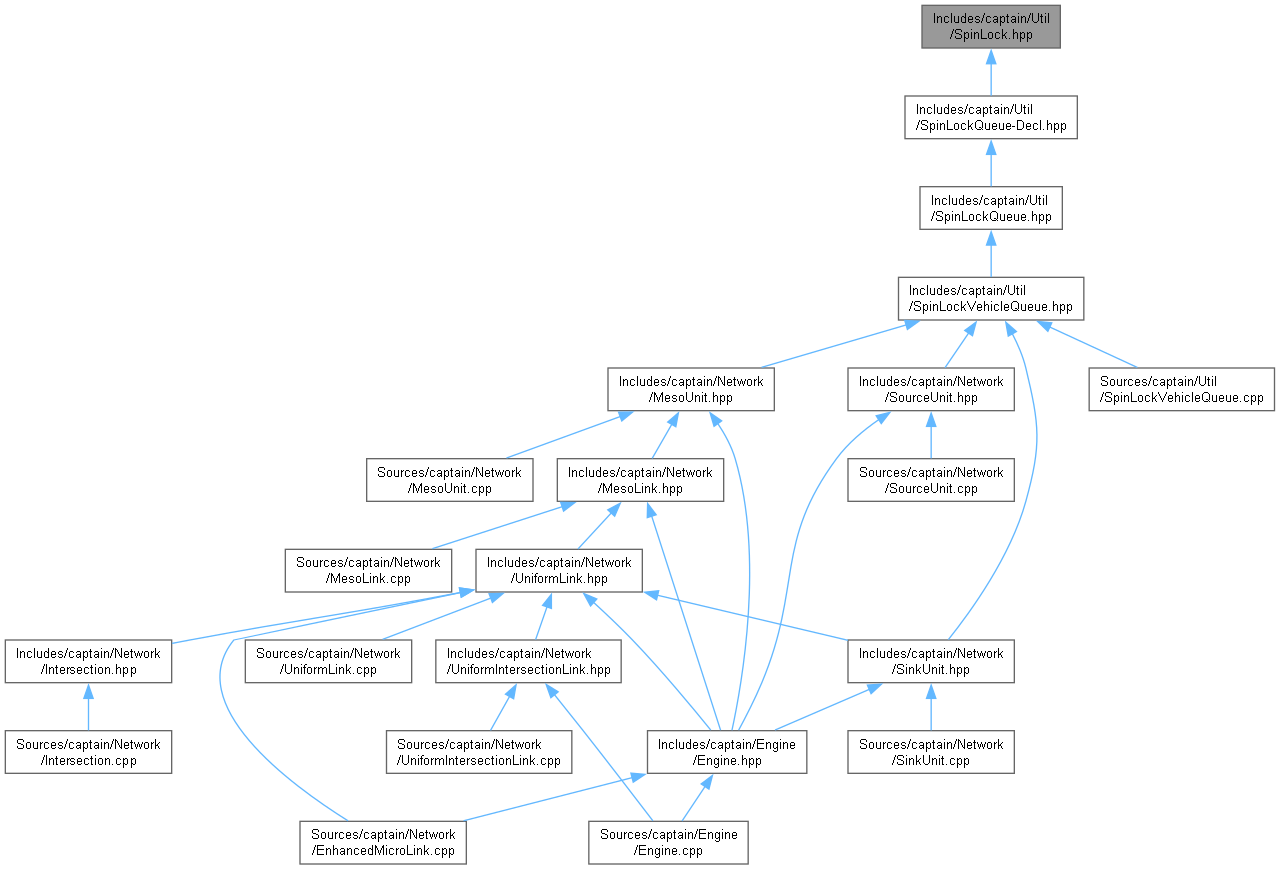 Includes/captain/Util
/SpinLock.hpp
Includes/captain/Util
/SpinLockQueue-Decl.hpp
Includes/captain/Util
/SpinLockQueue.hpp
Includes/captain/Util
/SpinLockVehicleQueue.hpp
Includes/captain/Network
/MesoUnit.hpp
Includes/captain/Network
/SourceUnit.hpp
Sources/captain/Util
/SpinLockVehicleQueue.cpp
Sources/captain/Network
/MesoUnit.cpp
Includes/captain/Network
/MesoLink.hpp
Sources/captain/Network
/SourceUnit.cpp
Sources/captain/Network
/MesoLink.cpp
Includes/captain/Network
/UniformLink.hpp
Includes/captain/Network
/Intersection.hpp
Sources/captain/Network
/UniformLink.cpp
Includes/captain/Network
/UniformIntersectionLink.hpp
Includes/captain/Network
/SinkUnit.hpp
Sources/captain/Network
/Intersection.cpp
Sources/captain/Network
/UniformIntersectionLink.cpp
Includes/captain/Engine
/Engine.hpp
Sources/captain/Network
/SinkUnit.cpp
Sources/captain/Network
/EnhancedMicroLink.cpp
Sources/captain/Engine
/Engine.cpp